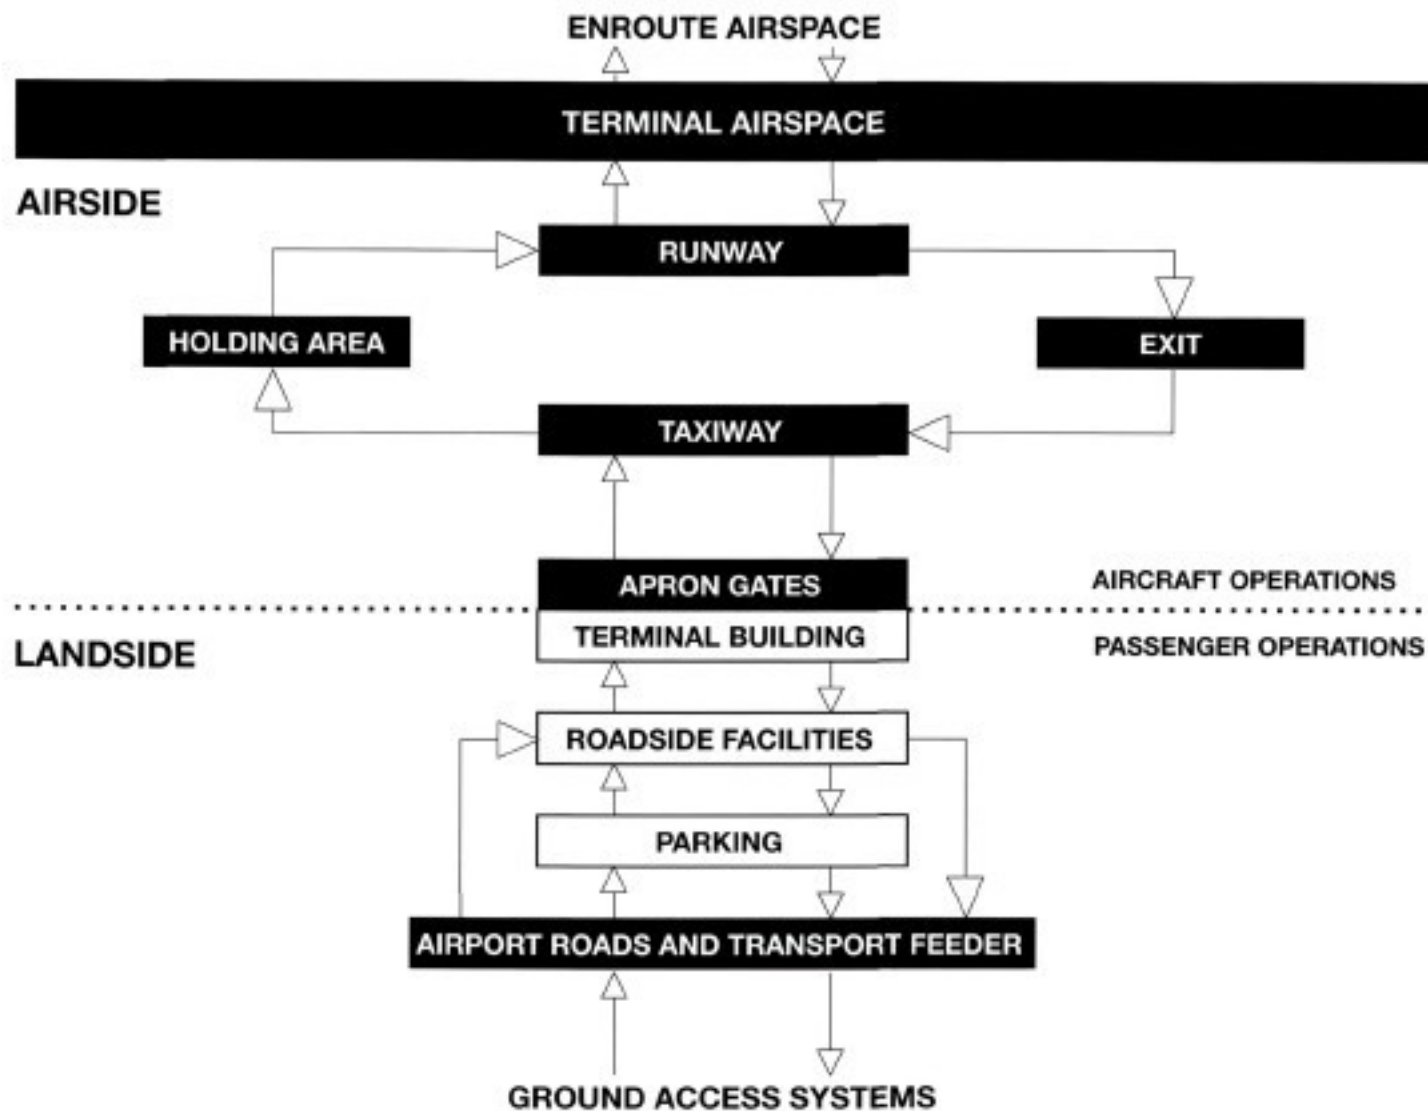 ENROUTE AIRSPACE
TERMINAL AIRSPACE
AIRSIDE
RUNWAY
HOLDING AREA
EXIT
TAXIWAY
APRON GATES
AIRCRAFT OPERATIONS
TERMINAL BUILDING
LANDSIDE
PASSENGER OPERATIONS
ROADSIDE FACILITIES
PARKING
AIRPORT ROADS AND TRANSPORT FEEDER
GROUND ACCESS SYSTEMS